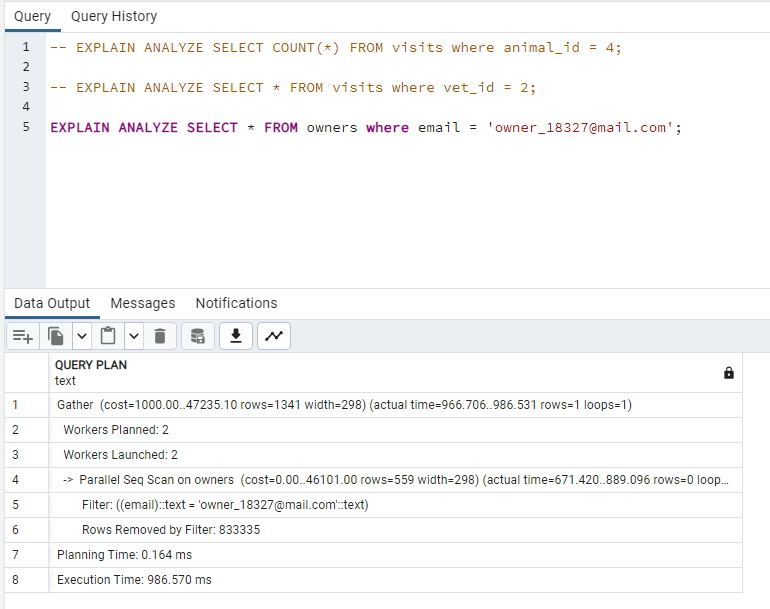 Query Query History
1 -- EXPLAIN ANALYZE SELECT COUNT(*) FROM visits where animal_id = 4;
2
3 -- EXPLAIN ANALYZE SELECT * FROM visits where vet_id = 2;
4
5 EXPLAIN ANALYZE SELECT * FROM owners where email = 'owner_18327@mail.com';
Data Output Messages Notifications
QUERY PLAN
text
1 Gather (cost=1000.00..47235.10 rows=1341 width=298) (actual time=966.706..986.531 rows=1 loops=1)
2 Workers Planned: 2
3 Workers Launched: 2
4 -> Parallel Seq Scan on owners (cost=0.00..46101.00 rows=559 width=298) (actual time=671.420..889.096 rows=0 loop...
5 Filter: ((email)::text = 'owner_18327@mail.com'::text)
6 Rows Removed by Filter: 833335
7 Planning Time: 0.164 ms
8 Execution Time: 986.570 ms